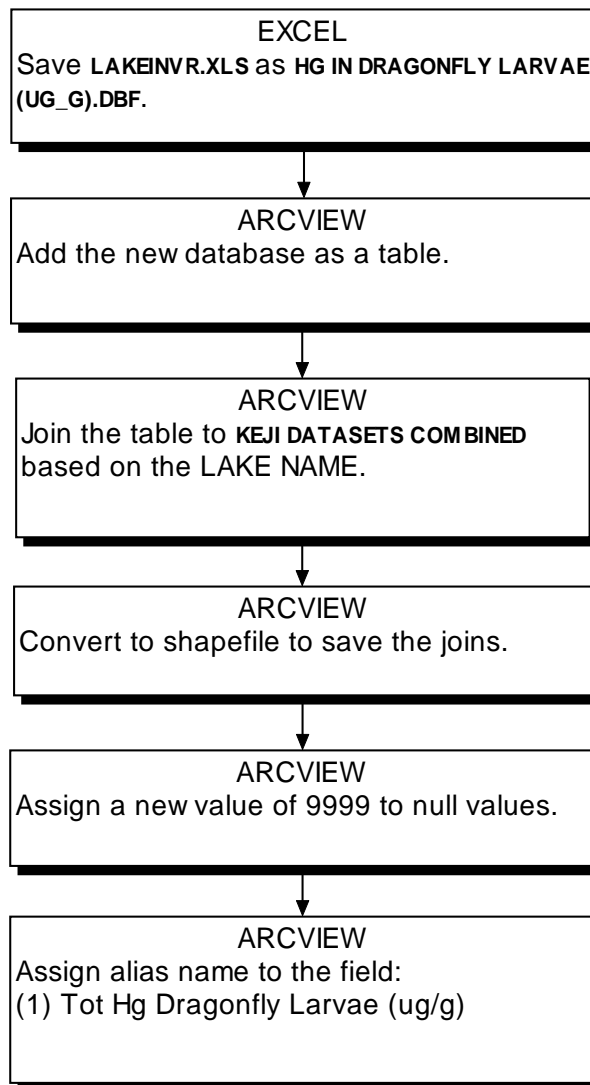 EXCEL
Save LAKEINVR.XLS as HG IN DRAGONFLY LARVAE
(UG_G).DBF.
ARCVIEW
Add the new database as a table.
ARCVIEW
Join the table to KEJI DATASETS COMBINED
based on the LAKE NAME.
ARCVIEW
Convert to shapefile to save the joins.
ARCVIEW
Assign a new value of 9999 to null values.
ARCVIEW
Assign alias name to the field:
(1) Tot Hg Dragonfly Larvae (ug/g)